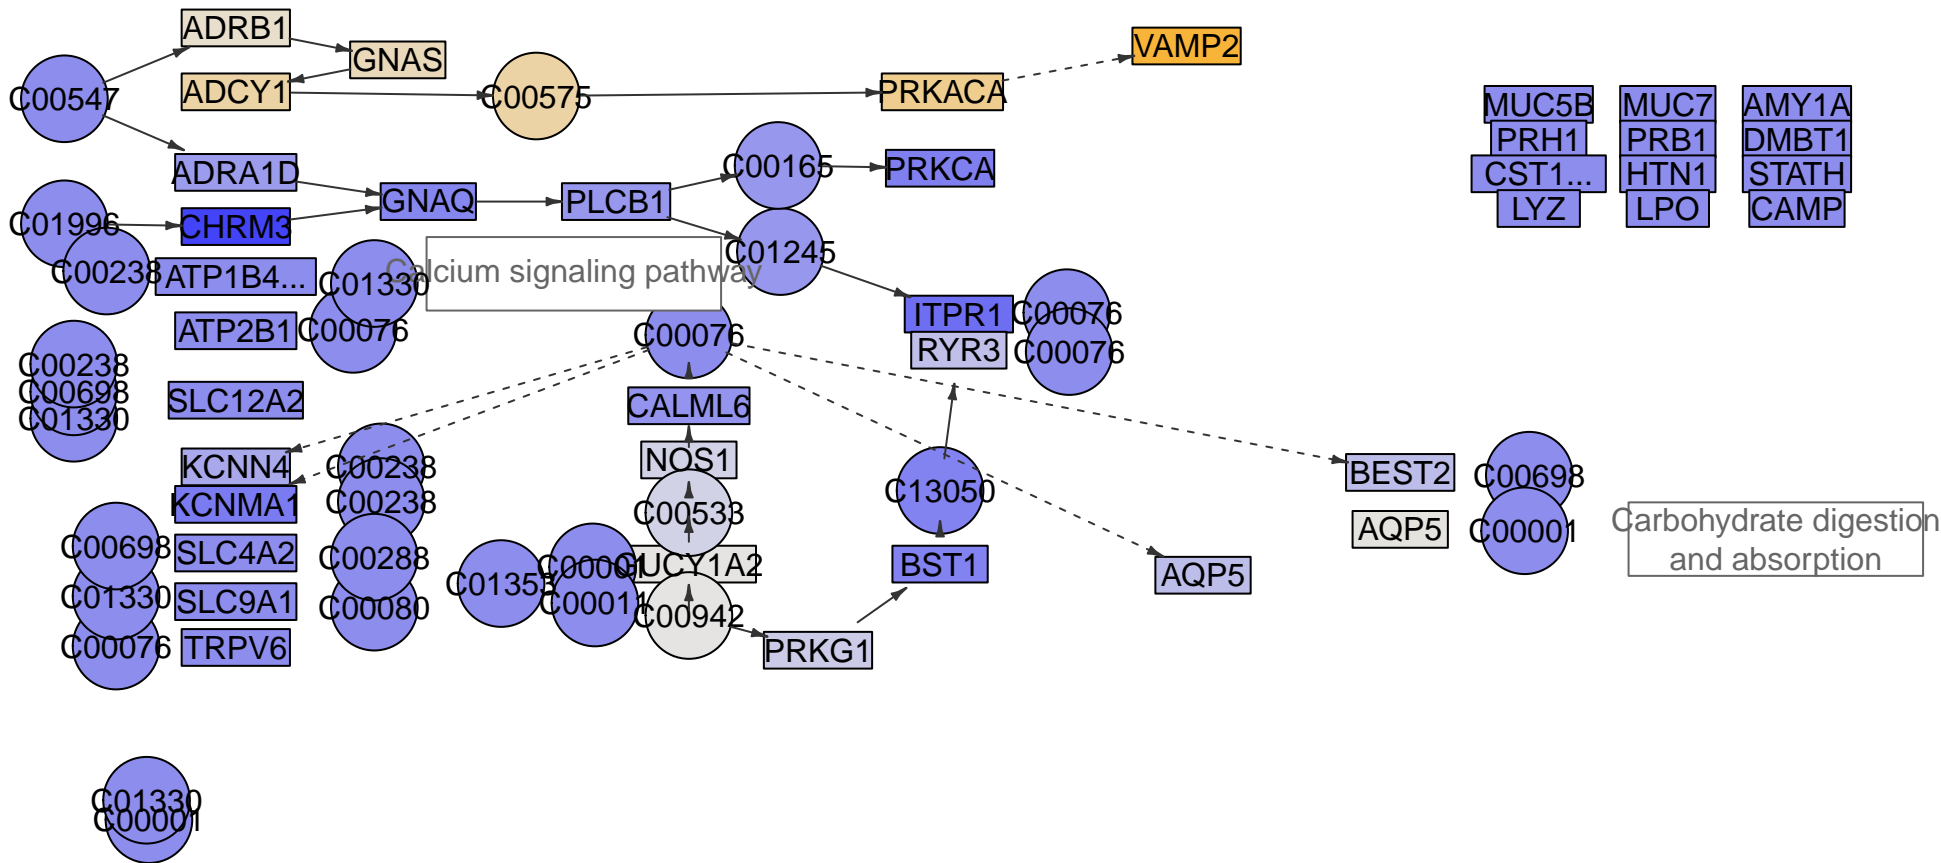 ADRB1
GNAS
VAMP2
C00547
ADCY1
C00575
PRKACA
MUC5B
MUC7
AMY1A
PRH1
PRB1
DMBT1
ADRA1D
C00165
PRKCA
CST1...
HTN1
STATH
C01996
CHRM3
GNAQ
PLCB1
LYZ
LPO
CAMP
C00238
ATP1B4...
C01330
Calcium signaling pathway
C01245
ATP2B1
C00076
C00076
ITPR1
C00076
RYR3
C00076
C00238
C00698
C01330
SLC12A2
CALML6
KCNN4
C00238
NOS1
BEST2
C00698
KCNMA1
C00238
C00533
C13050
AQP5
C00001
Carbohydrate digestion
and absorption
C00698
SLC4A2
C00288
C01353
C00001
GUCY1A2
BST1
AQP5
C01330
SLC9A1
C00080
C00011
C00942
C00076
TRPV6
PRKG1
C01330
C00001